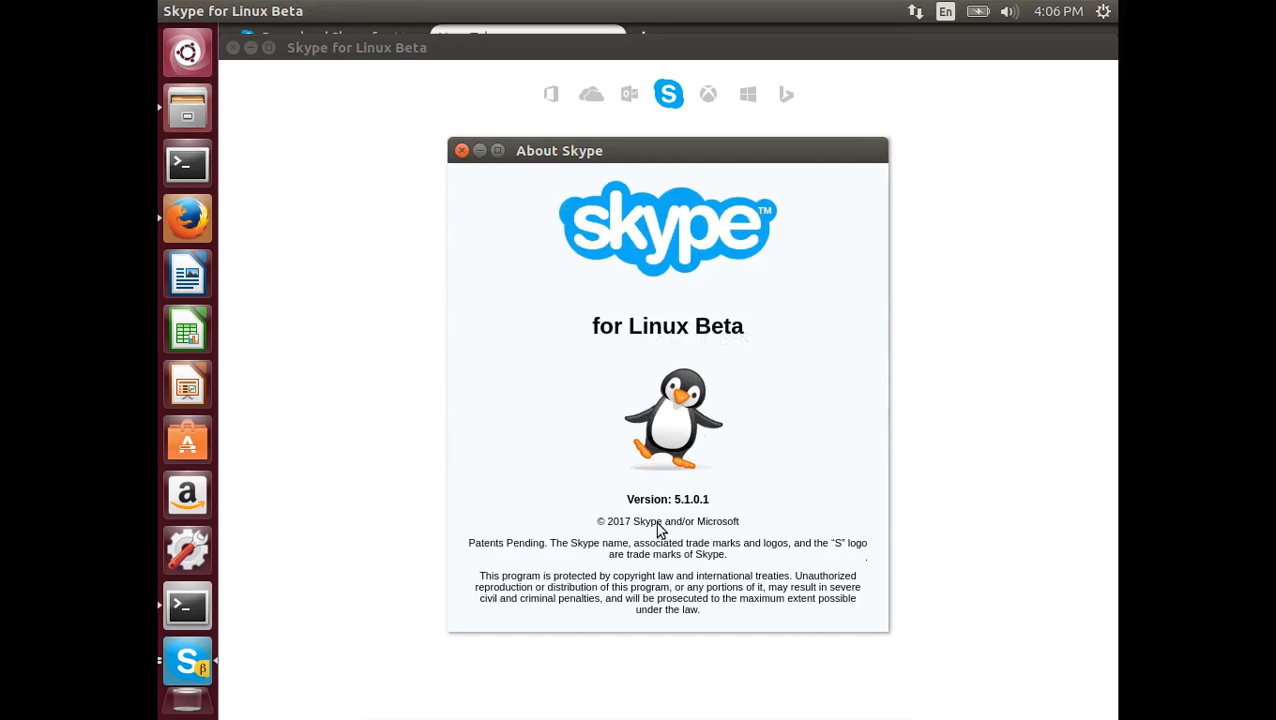 Skype for Linux Beta
En
4:06 PM
Skype for Linux Beta
S
About Skype
skype™
for Linux Beta
Version: 5.1.0.1
© 2017 Skype and/or Microsoft
Patents Pending. The Skype name, associated trade marks and logos, and the “S” logo
are trade marks of Skype.
This program is protected by copyright law and international treaties. Unauthorized
reproduction or distribution of this program, or any portions of it, may result in severe
civil and criminal penalties, and will be prosecuted to the maximum extent possible
under the law.
a
S
β